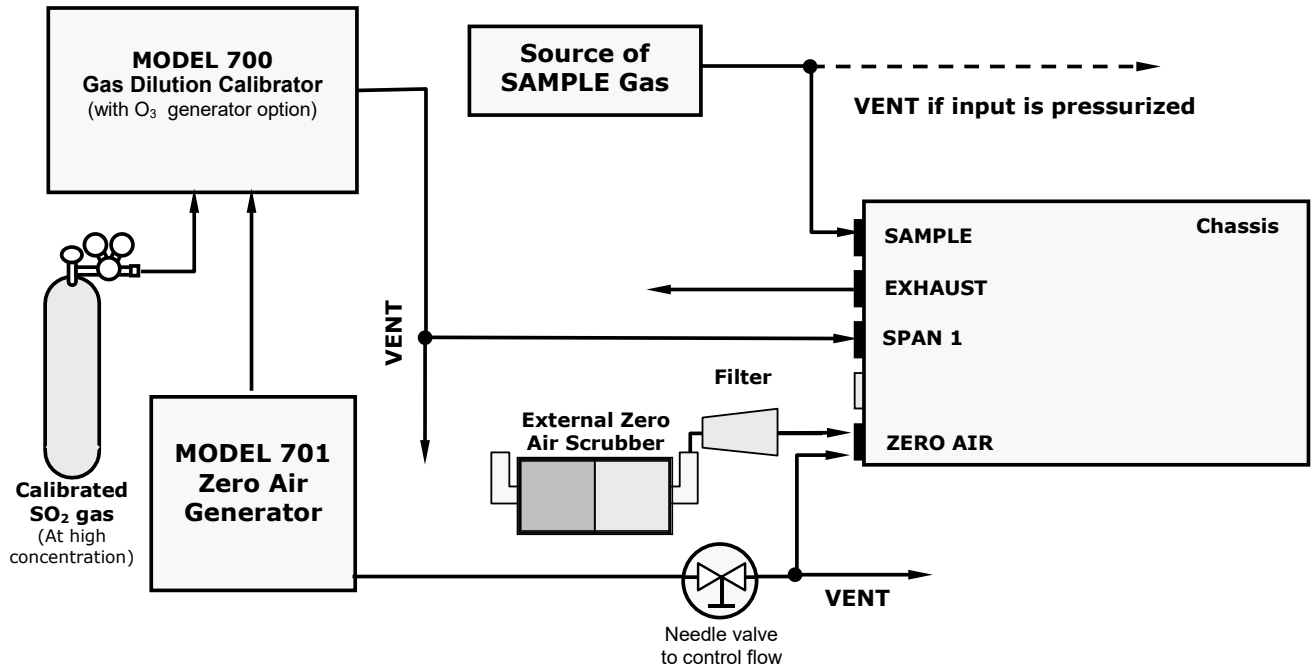 MODEL 700
Gas Dilution Calibrator
(with O₃ generator option)
Source of
SAMPLE Gas
VENT if input is pressurized
Chassis
SAMPLE
EXHAUST
SPAN 1
ZERO AIR
VENT
Filter
External Zero
Air Scrubber
MODEL 701
Zero Air
Generator
Calibrated
SO₂ gas
(At high
concentration)
VENT
Needle valve
to control flow